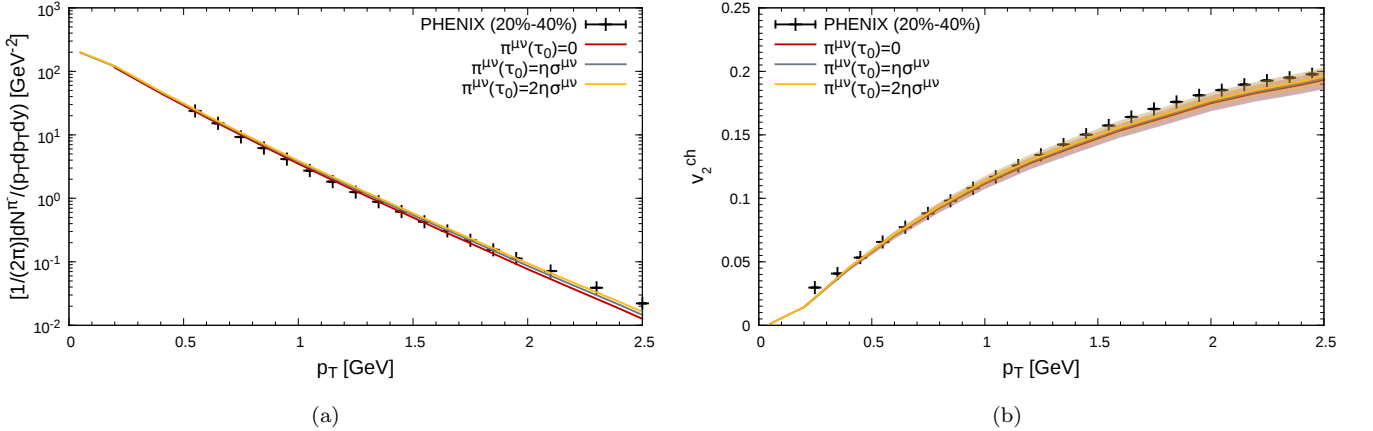 [1/(2π)]dN^π⁻/(p_T dp_T dy) [GeV⁻²]
10³
10²
10¹
10⁰
10⁻¹
10⁻²
PHENIX (20%-40%)
π^μν(τ₀)=0
π^μν(τ₀)=ησ^μν
π^μν(τ₀)=2ησ^μν
0 0.5 1 1.5 2 2.5
p_T [GeV]
(a)
v₂^ch
0.25
0.2
0.15
0.1
0.05
0
PHENIX (20%-40%)
π^μν(τ₀)=0
π^μν(τ₀)=ησ^μν
π^μν(τ₀)=2ησ^μν
0 0.5 1 1.5 2 2.5
p_T [GeV]
(b)